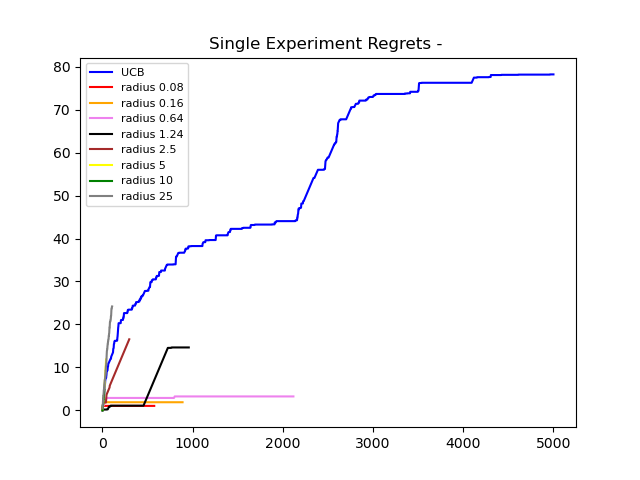 Single Experiment Regrets -
UCB
radius 0.08
radius 0.16
radius 0.64
radius 1.24
radius 2.5
radius 5
radius 10
radius 25
80
70
60
50
40
30
20
10
0
0 1000 2000 3000 4000 5000